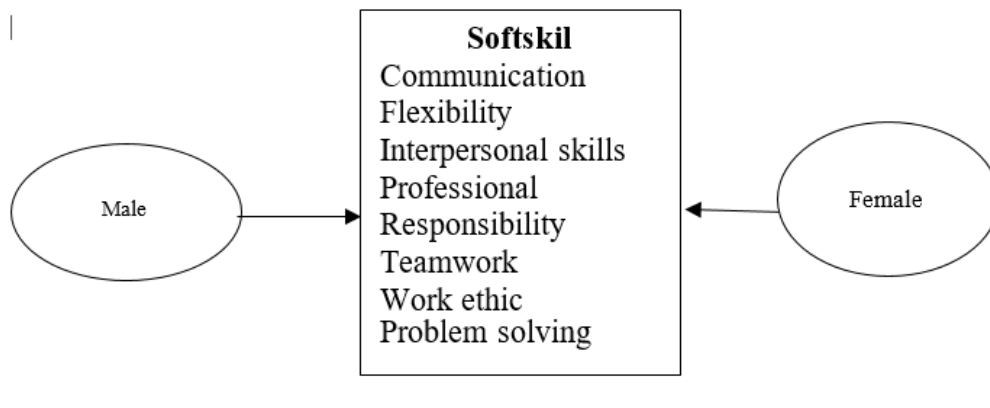 Softskil
Communication
Flexibility
Interpersonal skills
Professional
Responsibility
Teamwork
Work ethic
Problem solving
Male
Female